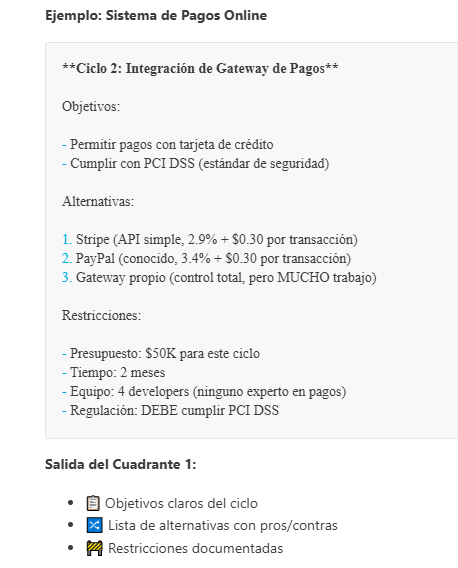 Ejemplo: Sistema de Pagos Online
**Ciclo 2: Integración de Gateway de Pagos**
Objetivos:
- Permitir pagos con tarjeta de crédito
- Cumplir con PCI DSS (estándar de seguridad)
Alternativas:
1. Stripe (API simple, 2.9% + $0.30 por transacción)
2. PayPal (conocido, 3.4% + $0.30 por transacción)
3. Gateway propio (control total, pero MUCHO trabajo)
Restricciones:
- Presupuesto: $50K para este ciclo
- Tiempo: 2 meses
- Equipo: 4 developers (ninguno experto en pagos)
- Regulación: DEBE cumplir PCI DSS
Salida del Cuadrante 1:
• 📋 Objetivos claros del ciclo
• 🔀 Lista de alternativas con pros/contras
• 🚧 Restricciones documentadas